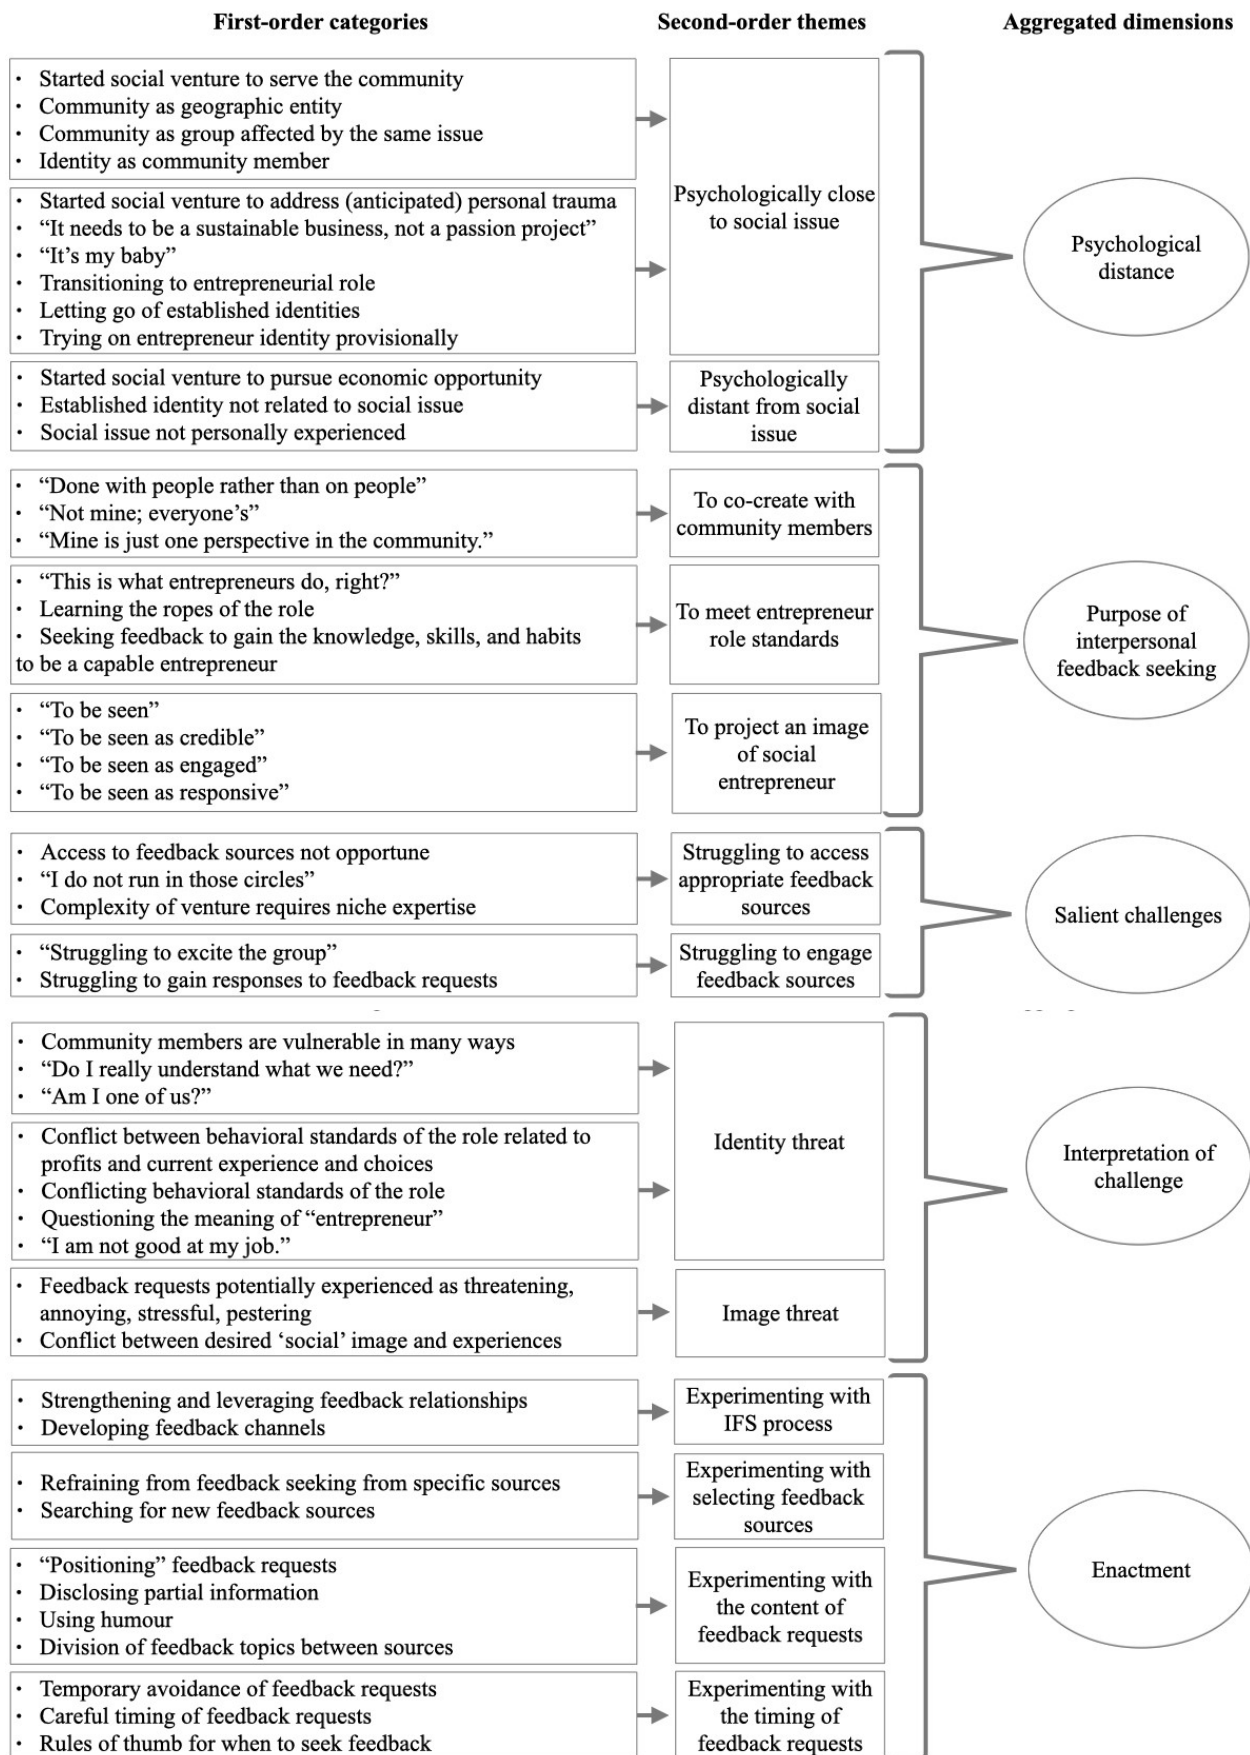 First-order categories
Second-order themes
Aggregated dimensions
· Started social venture to serve the community
· Community as geographic entity
· Community as group affected by the same issue
· Identity as community member
· Started social venture to address (anticipated) personal trauma
· “It needs to be a sustainable business, not a passion project”
· “It’s my baby”
· Transitioning to entrepreneurial role
· Letting go of established identities
· Trying on entrepreneur identity provisionally
Psychologically close
to social issue
· Started social venture to pursue economic opportunity
· Established identity not related to social issue
· Social issue not personally experienced
Psychologically
distant from social
issue
Psychological
distance
· “Done with people rather than on people”
· “Not mine; everyone’s”
· “Mine is just one perspective in the community.”
To co-create with
community members
· “This is what entrepreneurs do, right?”
· Learning the ropes of the role
· Seeking feedback to gain the knowledge, skills, and habits
to be a capable entrepreneur
To meet entrepreneur
role standards
· “To be seen”
· “To be seen as credible”
· “To be seen as engaged”
· “To be seen as responsive”
To project an image
of social
entrepreneur
Purpose of
interpersonal
feedback seeking
· Access to feedback sources not opportune
· “I do not run in those circles”
· Complexity of venture requires niche expertise
Struggling to access
appropriate feedback
sources
· “Struggling to excite the group”
· Struggling to gain responses to feedback requests
Struggling to engage
feedback sources
Salient challenges
· Community members are vulnerable in many ways
· “Do I really understand what we need?”
· “Am I one of us?”
· Conflict between behavioral standards of the role related to
profits and current experience and choices
· Conflicting behavioral standards of the role
· Questioning the meaning of “entrepreneur”
· “I am not good at my job.”
Identity threat
· Feedback requests potentially experienced as threatening,
annoying, stressful, pestering
· Conflict between desired ‘social’ image and experiences
Image threat
Interpretation of
challenge
· Strengthening and leveraging feedback relationships
· Developing feedback channels
Experimenting with
IFS process
· Refraining from feedback seeking from specific sources
· Searching for new feedback sources
Experimenting with
selecting feedback
sources
· “Positioning” feedback requests
· Disclosing partial information
· Using humour
· Division of feedback topics between sources
Experimenting with
the content of
feedback requests
· Temporary avoidance of feedback requests
· Careful timing of feedback requests
· Rules of thumb for when to seek feedback
Experimenting with
the timing of
feedback requests
Enactment